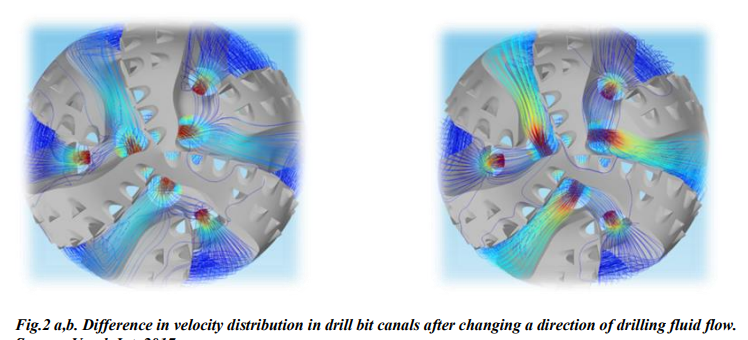 Fig.2 a,b. Difference in velocity distribution in drill bit canals after changing a direction of drilling fluid flow.